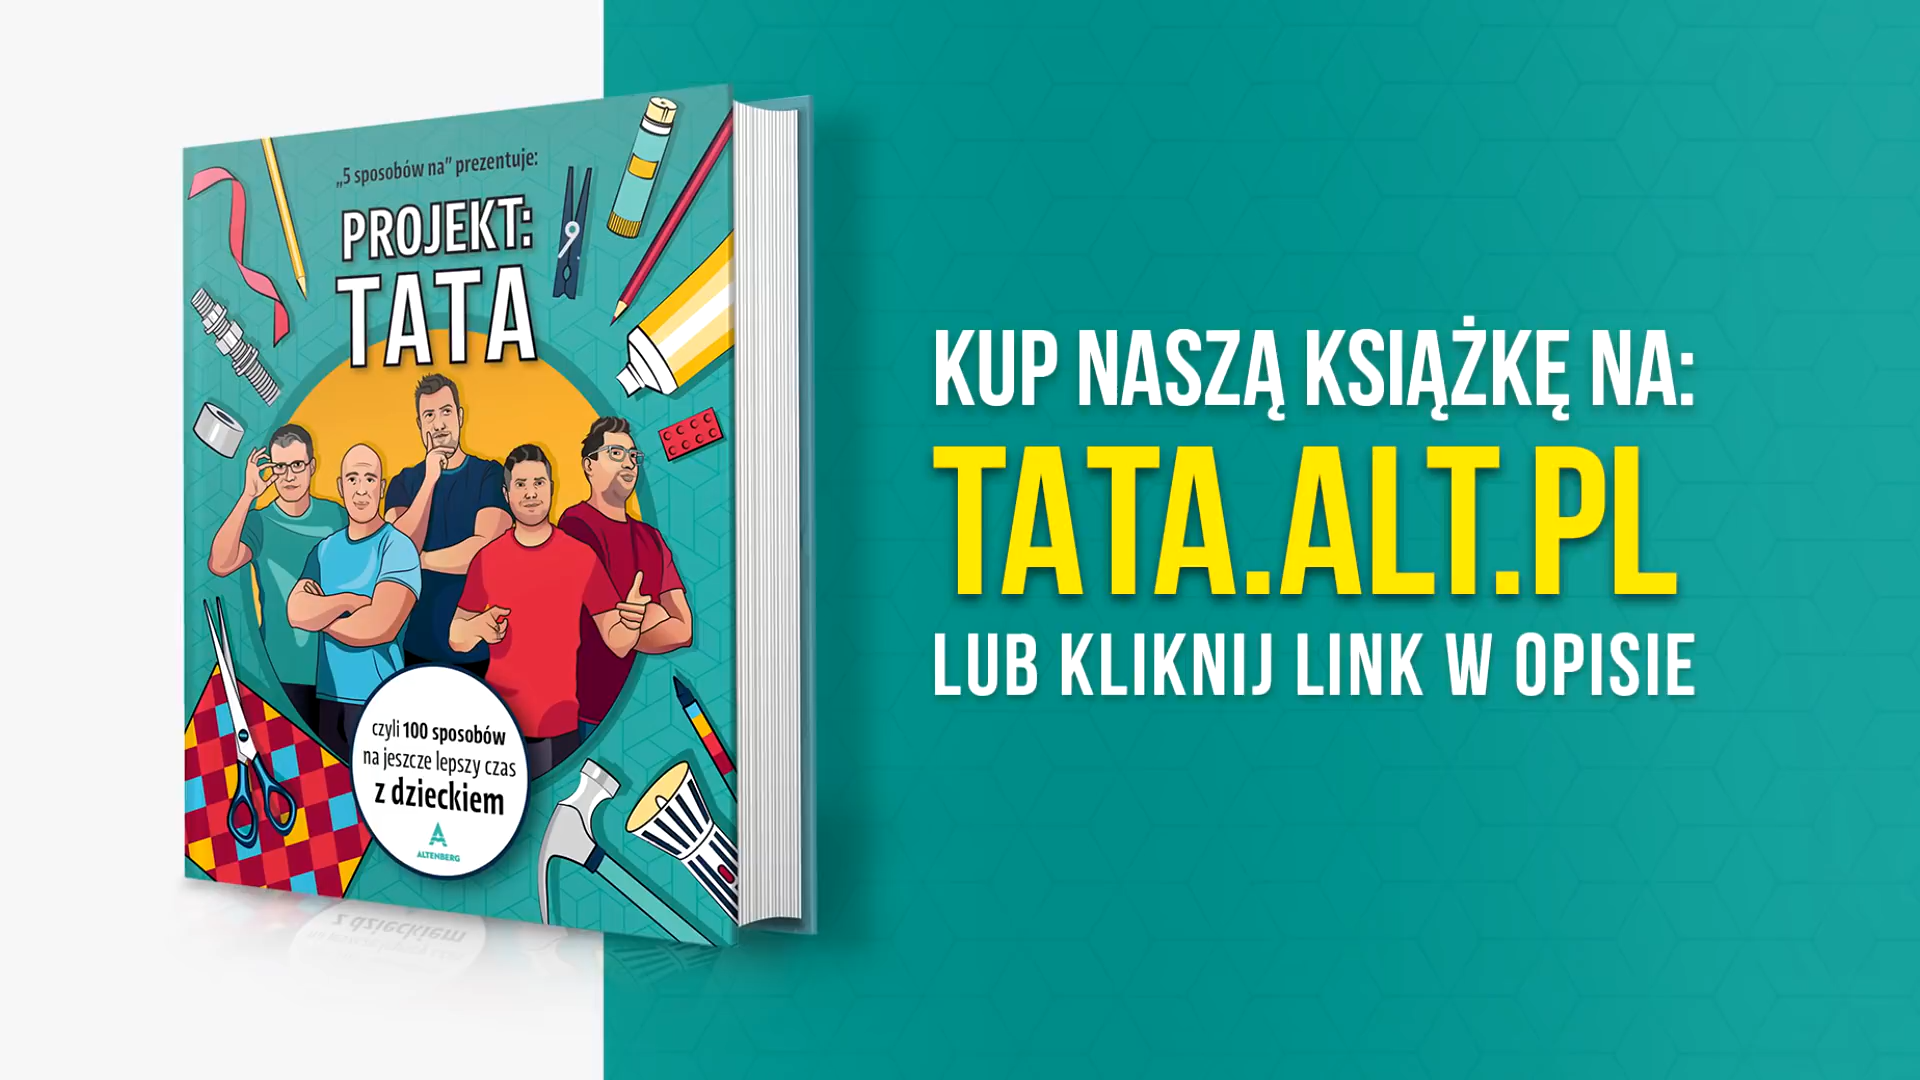 „5 sposobów na” prezentuje:
PROJEKT:
TATA
czyli 100 sposobów
na jeszcze lepszy czas
z dzieckiem
ALTENBERG
KUP NASZĄ KSIĄŻKĘ NA:
TATA.ALT.PL
LUB KLIKNIJ LINK W OPISIE